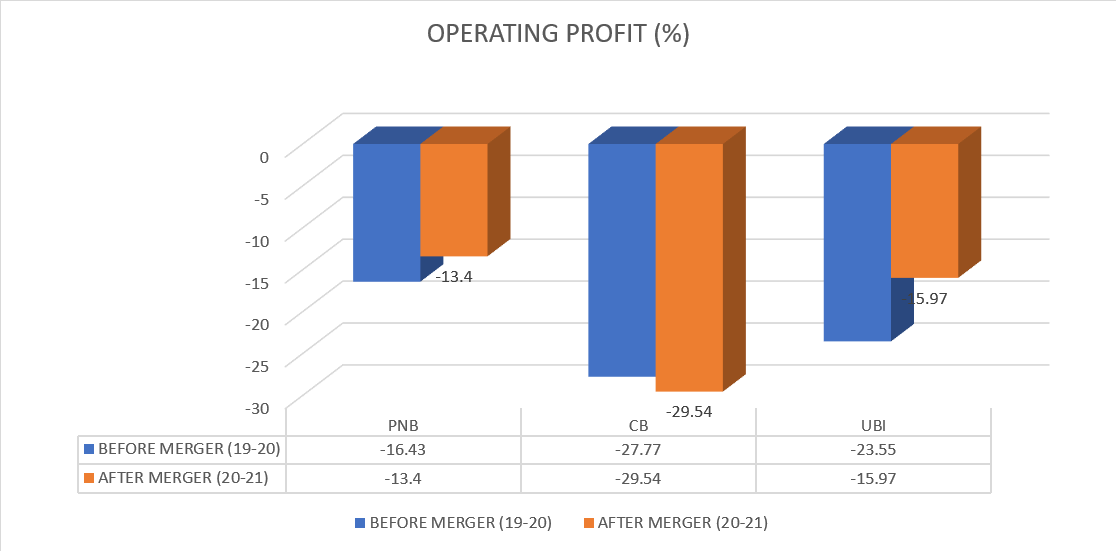 OPERATING PROFIT (%)
0
-5
-10
-15
-20
-25
-30
-13.4
-29.54
5.97
PNB CB UBI
BEFORE MERGER (19-20) -16.43 -27.77 -23.55
AFTER MERGER (20-21) -13.4 -29.54 -15.97
BEFORE MERGER (19-20) AFTER MERGER (20-21)